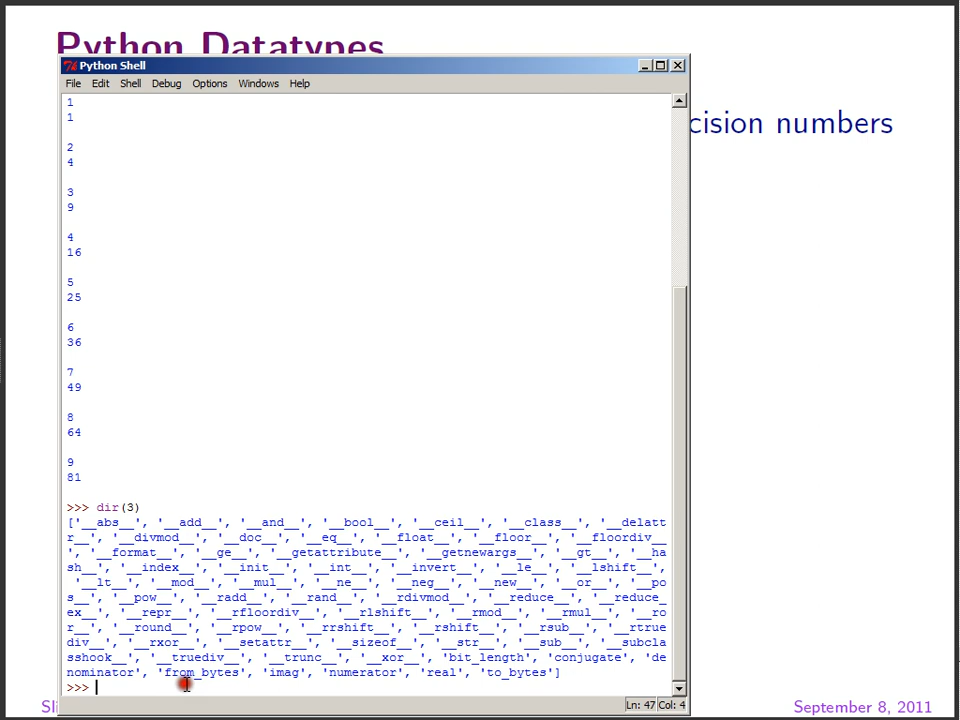 Python Datatypes
Python Shell
File Edit Shell Debug Options Windows Help
cision numbers
1
1
2
4
3
9
4
16
5
25
6
36
7
49
8
64
9
81
>>> dir(3)
['__abs__', '__add__', '__and__', '__bool__', '__ceil__', '__class__', '__delatt
r__', '__divmod__', '__doc__', '__eq__', '__float__', '__floor__', '__floordiv__
', '__format__', '__ge__', '__getattribute__', '__getnewargs__', '__gt__', '__ha
sh__', '__index__', '__init__', '__int__', '__invert__', '__le__', '__lshift__',
'__lt__', '__mod__', '__mul__', '__ne__', '__neg__', '__new__', '__or__', '__po
s__', '__pow__', '__radd__', '__rand__', '__rdivmod__', '__reduce__', '__reduce_
ex__', '__repr__', '__rfloordiv__', '__rlshift__', '__rmod__', '__rmul__', '__ro
r__', '__round__', '__rpow__', '__rrshift__', '__rshift__', '__rsub__', '__rtrue
div__', '__rxor__', '__setattr__', '__sizeof__', '__str__', '__sub__', '__subcla
sshook__', '__truediv__', '__trunc__', '__xor__', 'bit_length', 'conjugate', 'de
nominator', 'from_bytes', 'imag', 'numerator', 'real', 'to_bytes']
>>>
Ln: 47 Col: 4
Sli
September 8, 2011